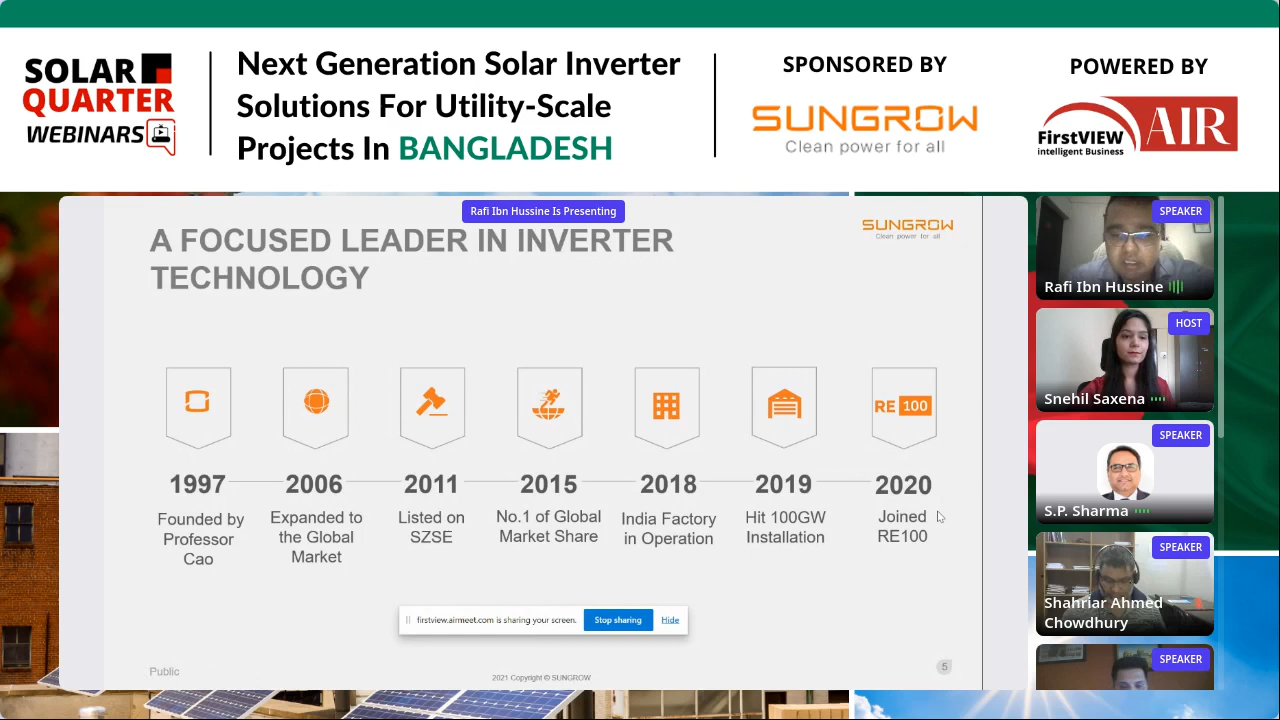 SOLAR
QUARTER
WEBINARS
Next Generation Solar Inverter
Solutions For Utility-Scale
Projects In BANGLADESH
SPONSORED BY
SUNGROW
Clean power for all
POWERED BY
FirstVIEW
intelligent Business
AIR
Rafi Ibn Hussine Is Presenting
A FOCUSED LEADER IN INVERTER
TECHNOLOGY
SUNGROW
Clean power for all
RE 100
1997
Founded by
Professor
Cao
2006
Expanded to
the Global
Market
2011
Listed on
SZSE
2015
No.1 of Global
Market Share
2018
India Factory
in Operation
2019
Hit 100GW
Installation
2020
Joined
RE100
firstview.airmeet.com is sharing your screen.
Stop sharing
Hide
Public
2021 Copyright © SUNGROW
5
SPEAKER
Rafi Ibn Hussine
HOST
Snehil Saxena
SPEAKER
S.P. Sharma
SPEAKER
Shahriar Ahmed
Chowdhury
SPEAKER